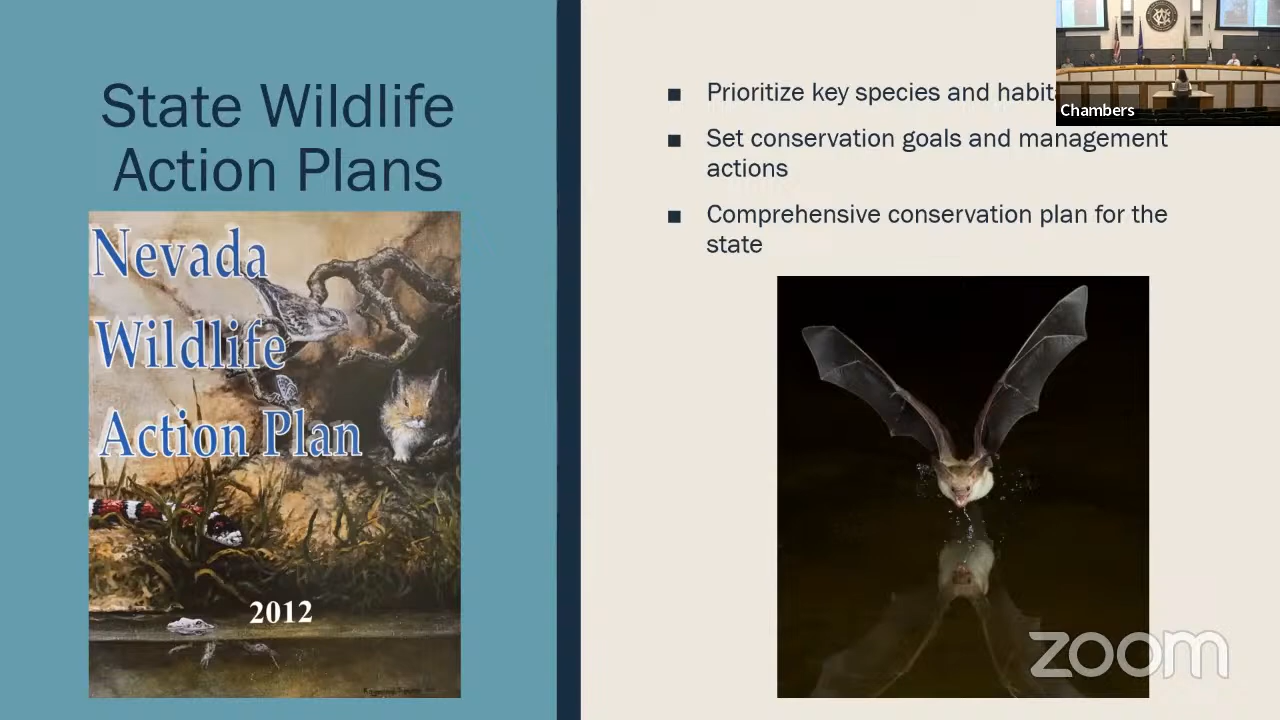 State Wildlife
Action Plans
Nevada
Wildlife
Action Plan
2012
■ Prioritize key species and habita
■ Set conservation goals and management
actions
■ Comprehensive conservation plan for the
state
Chambers
zoom